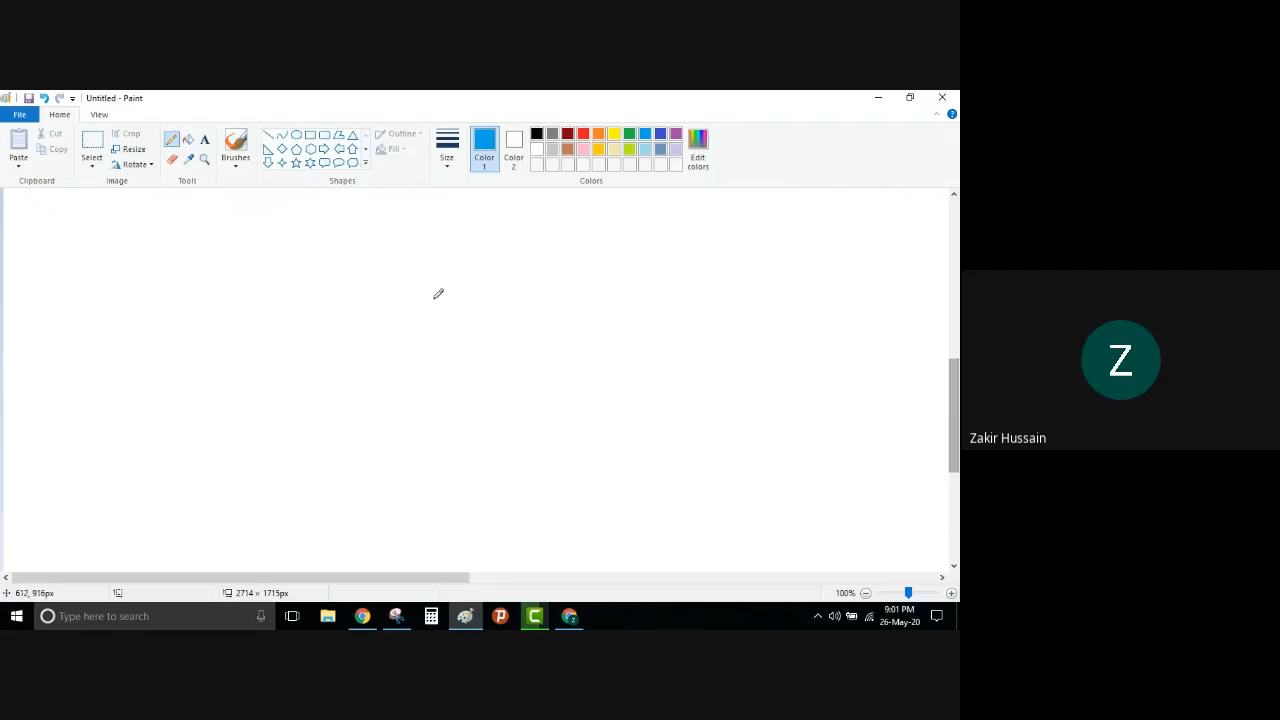 Untitled - Paint
File Home View
Paste
Cut
Copy
Clipboard
Select
Crop
Resize
Rotate
Image
A
Tools
Brushes
Outline
Fill
Shapes
Size
Color 1
Color 2
Edit colors
Colors
Z
Zakir Hussain
612, 916px
2714 × 1715px
100%
Type here to search
9:01 PM
26-May-20